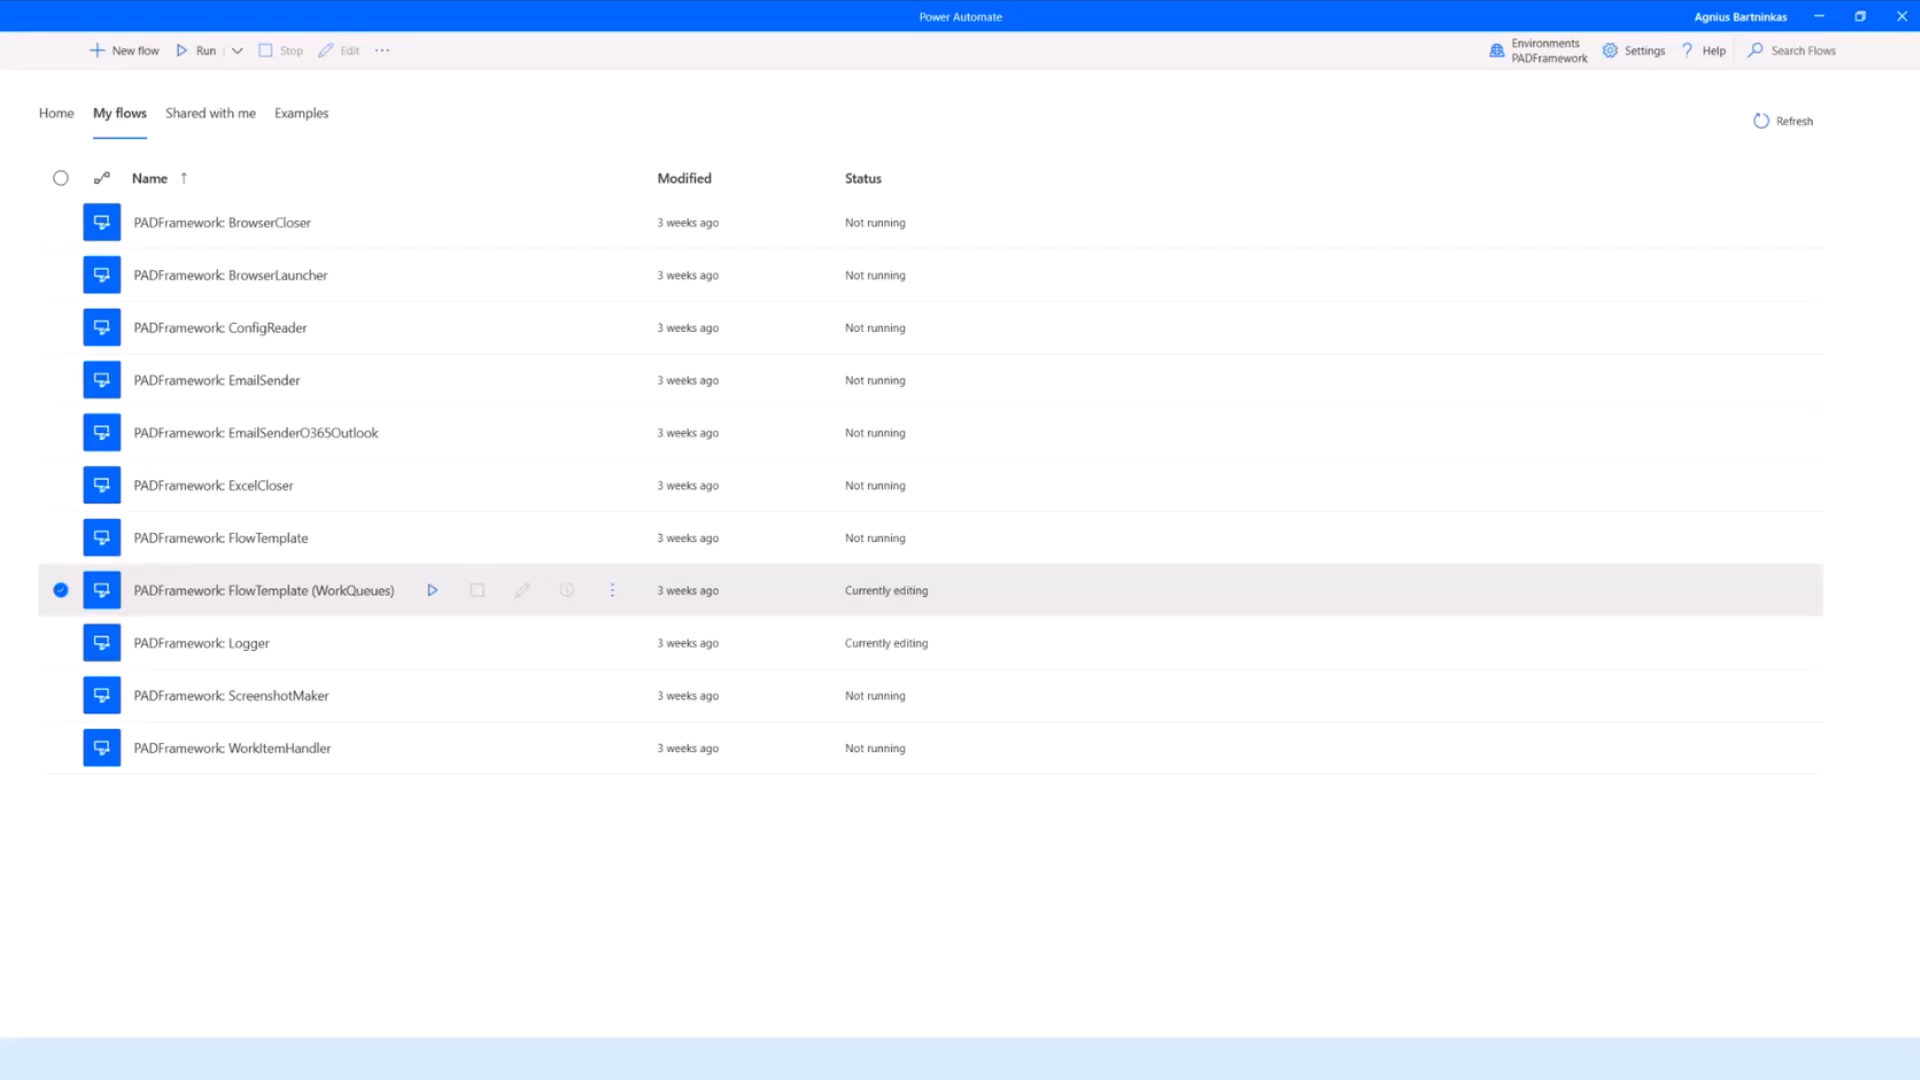 Power Automate
Agnius Bartninkas
New flow
Run
Stop
Edit
Environments
PADFramework
Settings
Help
Search Flows
Home
My flows
Shared with me
Examples
Refresh
Name
Modified
Status
PADFramework: BrowserCloser 3 weeks ago Not running
PADFramework: BrowserLauncher 3 weeks ago Not running
PADFramework: ConfigReader 3 weeks ago Not running
PADFramework: EmailSender 3 weeks ago Not running
PADFramework: EmailSenderO365Outlook 3 weeks ago Not running
PADFramework: ExcelCloser 3 weeks ago Not running
PADFramework: FlowTemplate 3 weeks ago Not running
PADFramework: FlowTemplate (WorkQueues) 3 weeks ago Currently editing
PADFramework: Logger 3 weeks ago Currently editing
PADFramework: ScreenshotMaker 3 weeks ago Not running
PADFramework: WorkItemHandler 3 weeks ago Not running